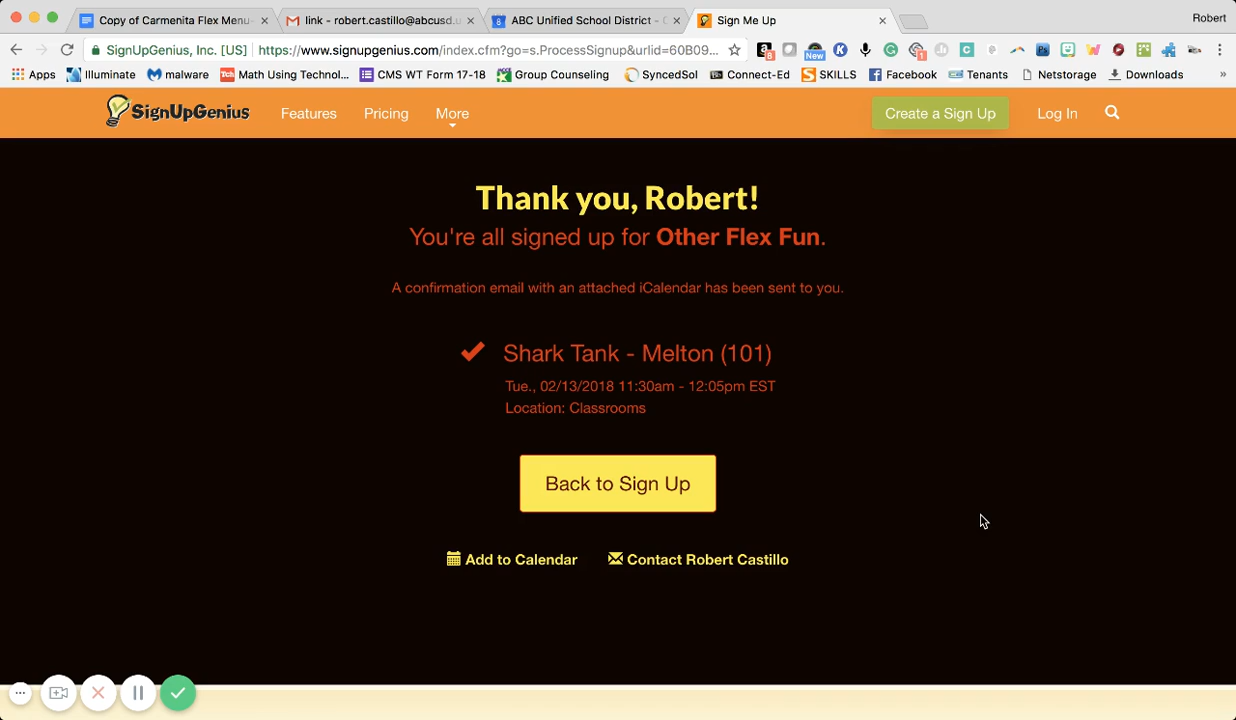 Copy of Carmenita Flex Menu
link - robert.castillo@abcusd.u
ABC Unified School District - C
Sign Me Up
Robert
SignUpGenius, Inc. [US]
https://www.signupgenius.com/index.cfm?go=s.ProcessSignup&urlid=60B09...
New
8
1
Apps
Illuminate
malware
Tch
Math Using Technol...
CMS WT Form 17-18
Group Counseling
SyncedSol
Connect-Ed
SKILLS
Facebook
Tenants
Netstorage
Downloads
»
SignUpGenius
Features
Pricing
More
Create a Sign Up
Log In
Thank you, Robert!
You're all signed up for Other Flex Fun.
A confirmation email with an attached iCalendar has been sent to you.
Shark Tank - Melton (101)
Tue., 02/13/2018 11:30am - 12:05pm EST
Location: Classrooms
Back to Sign Up
Add to Calendar
Contact Robert Castillo